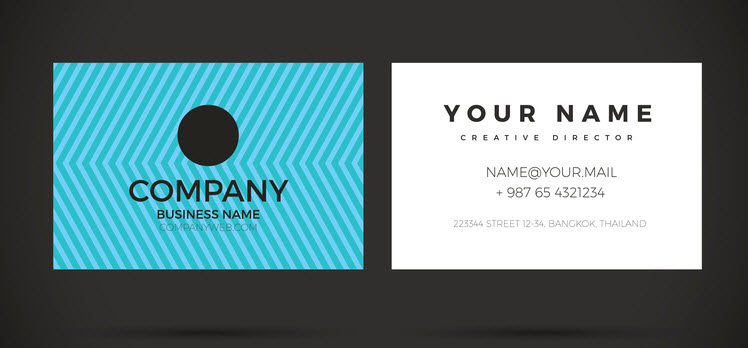 COMPANY
BUSINESS NAME
COMPANYWEB.COM
YOUR NAME
CREATIVE DIRECTOR
NAME@YOUR.MAIL
+ 987 65 4321234
223344 STREET 12-34. BANGKOK, THAILAND